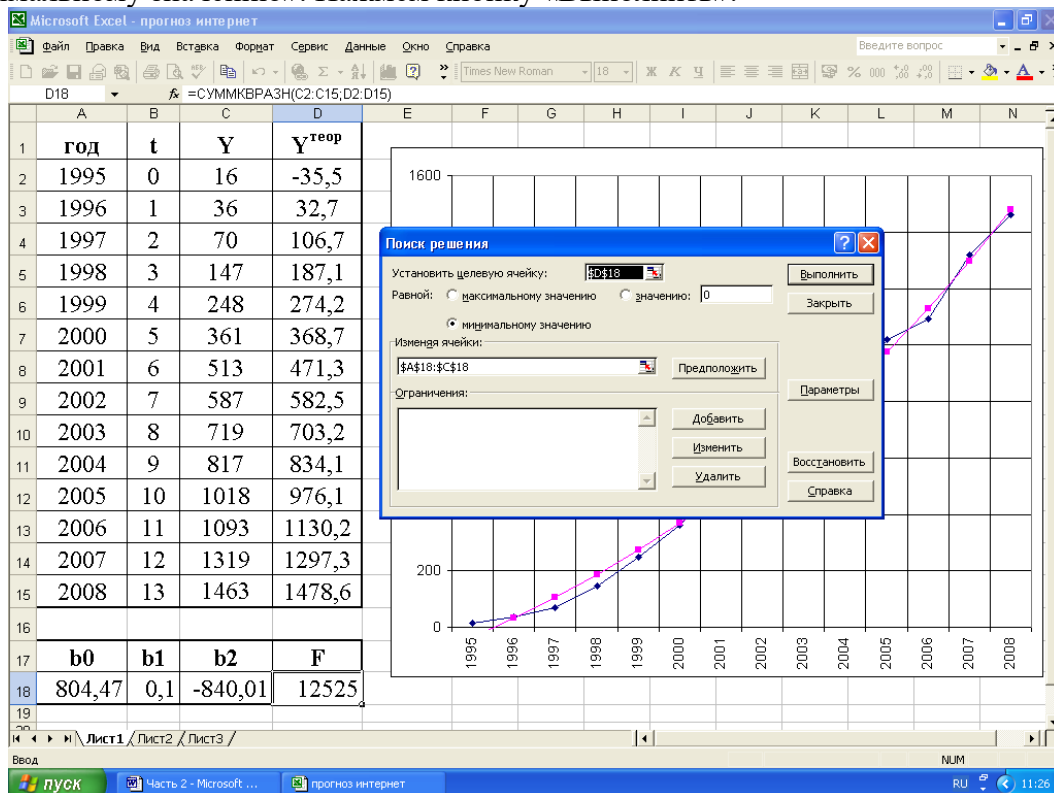 Microsoft Excel - прогноз интернет
Файл Правка Вид Вставка Формат Сервис Данные Окно Справка Введите вопрос
Times New Roman 18 Ж К Ч % 000
D18 fx =СУММКВРАЗН(C2:C15;D2:D15)
A B C D E F G H I J K L M N
1 год t Y Yтеор
2 1995 0 16 -35,5
3 1996 1 36 32,7
4 1997 2 70 106,7
5 1998 3 147 187,1
6 1999 4 248 274,2
7 2000 5 361 368,7
8 2001 6 513 471,3
9 2002 7 587 582,5
10 2003 8 719 703,2
11 2004 9 817 834,1
12 2005 10 1018 976,1
13 2006 11 1093 1130,2
14 2007 12 1319 1297,3
15 2008 13 1463 1478,6
16
17 b0 b1 b2 F
18 804,47 0,1 -840,01 12525
19
1600
200
0
1995 1996 1997 1998 1999 2000 2001 2002 2003 2004 2005 2006 2007 2008
Поиск решения
Установить целевую ячейку: $D$18
Равной: максимальному значению значению: 0
минимальному значению
Изменяя ячейки:
$A$18:$C$18
Предположить
Ограничения:
Добавить
Изменить
Удалить
Выполнить
Закрыть
Параметры
Восстановить
Справка
Лист1 Лист2 Лист3
Ввод NUM
пуск Часть 2 - Microsoft ... прогноз интернет RU 11:26